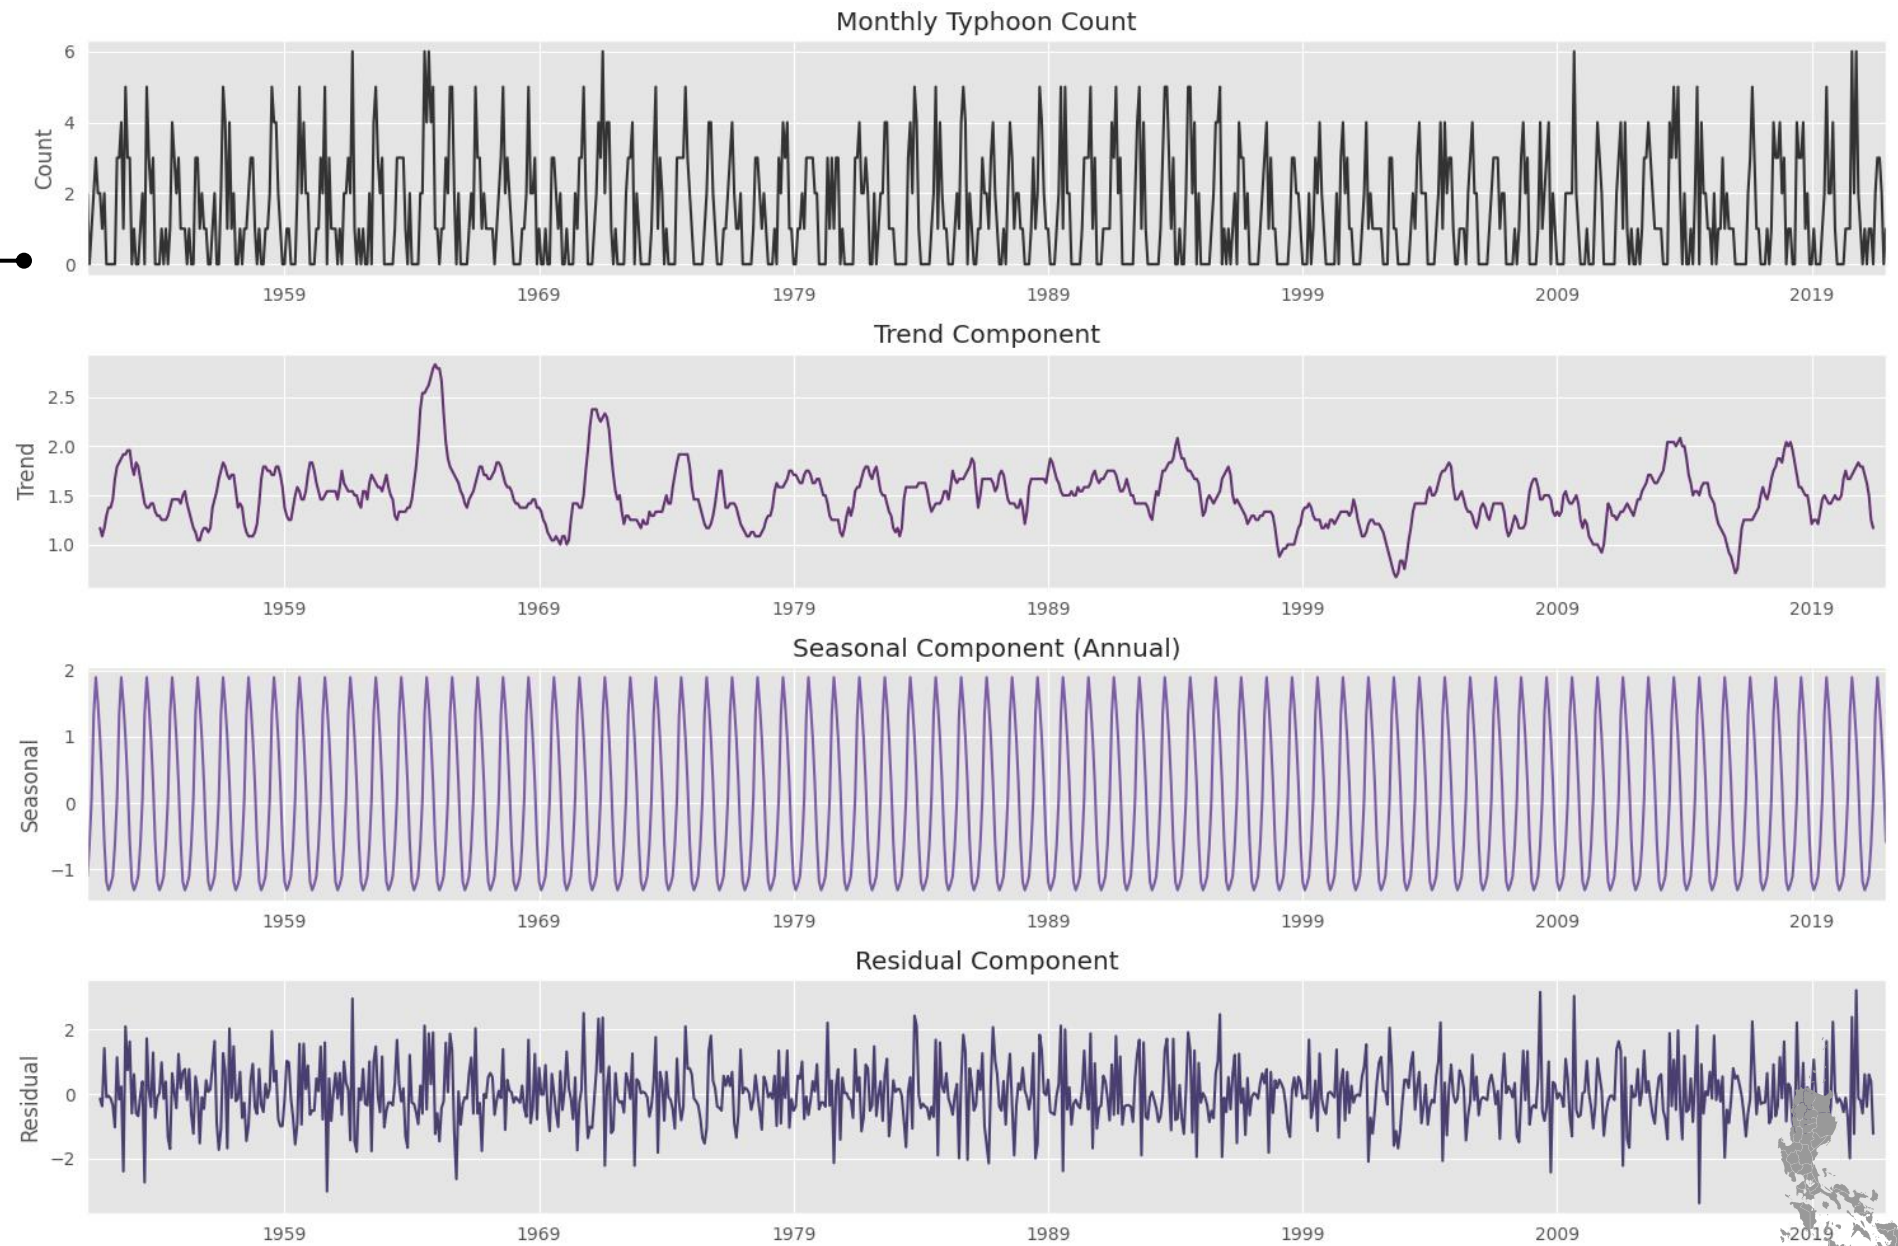 Monthly Typhoon Count
6
4
2
0
Count
1959 1969 1979 1989 1999 2009 2019
Trend Component
2.5
2.0
1.5
1.0
Trend
1959 1969 1979 1989 1999 2009 2019
Seasonal Component (Annual)
2
1
0
−1
Seasonal
1959 1969 1979 1989 1999 2009 2019
Residual Component
2
0
−2
Residual
1959 1969 1979 1989 1999 2009 2019